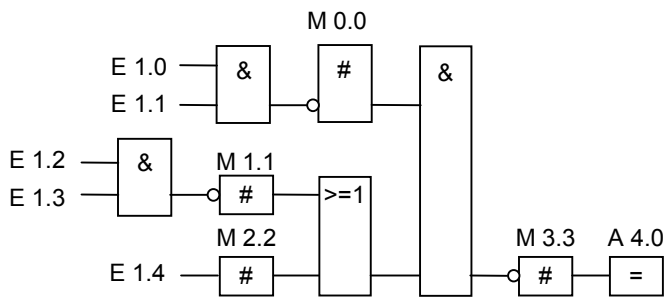 M 0.0
E 1.0
&
#
&
E 1.1
E 1.2
&
M 1.1
E 1.3
#
>=1
M 2.2
M 3.3
A 4.0
E 1.4
#
#
=